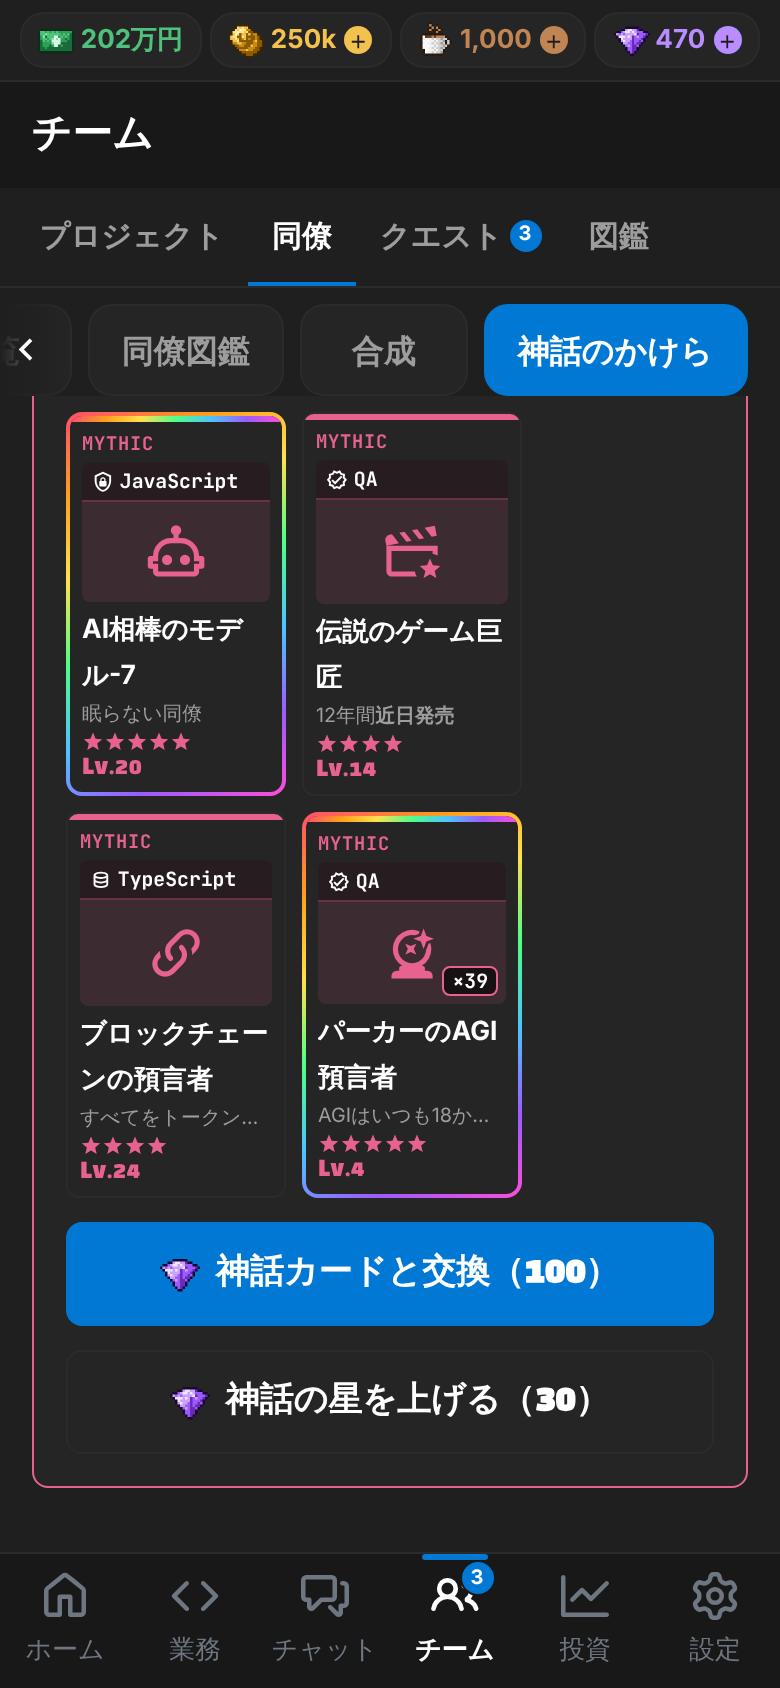 202万円 250k 1,000 470
チーム
プロジェクト 同僚 クエスト 3 図鑑
同僚図鑑 合成 神話のかけら
MYTHIC
JavaScript
AI相棒のモデ
ル-7
眠らない同僚
★★★★★
Lv.20
MYTHIC
QA
伝説のゲーム巨
匠
12年間近日発売
★★★★
Lv.14
MYTHIC
TypeScript
ブロックチェー
ンの預言者
すべてをトークン...
★★★★
Lv.24
MYTHIC
QA
×39
パーカーのAGI
預言者
AGIはいつも18か...
★★★★★
Lv.4
神話カードと交換（100）
神話の星を上げる（30）
3
ホーム 業務 チャット チーム 投資 設定